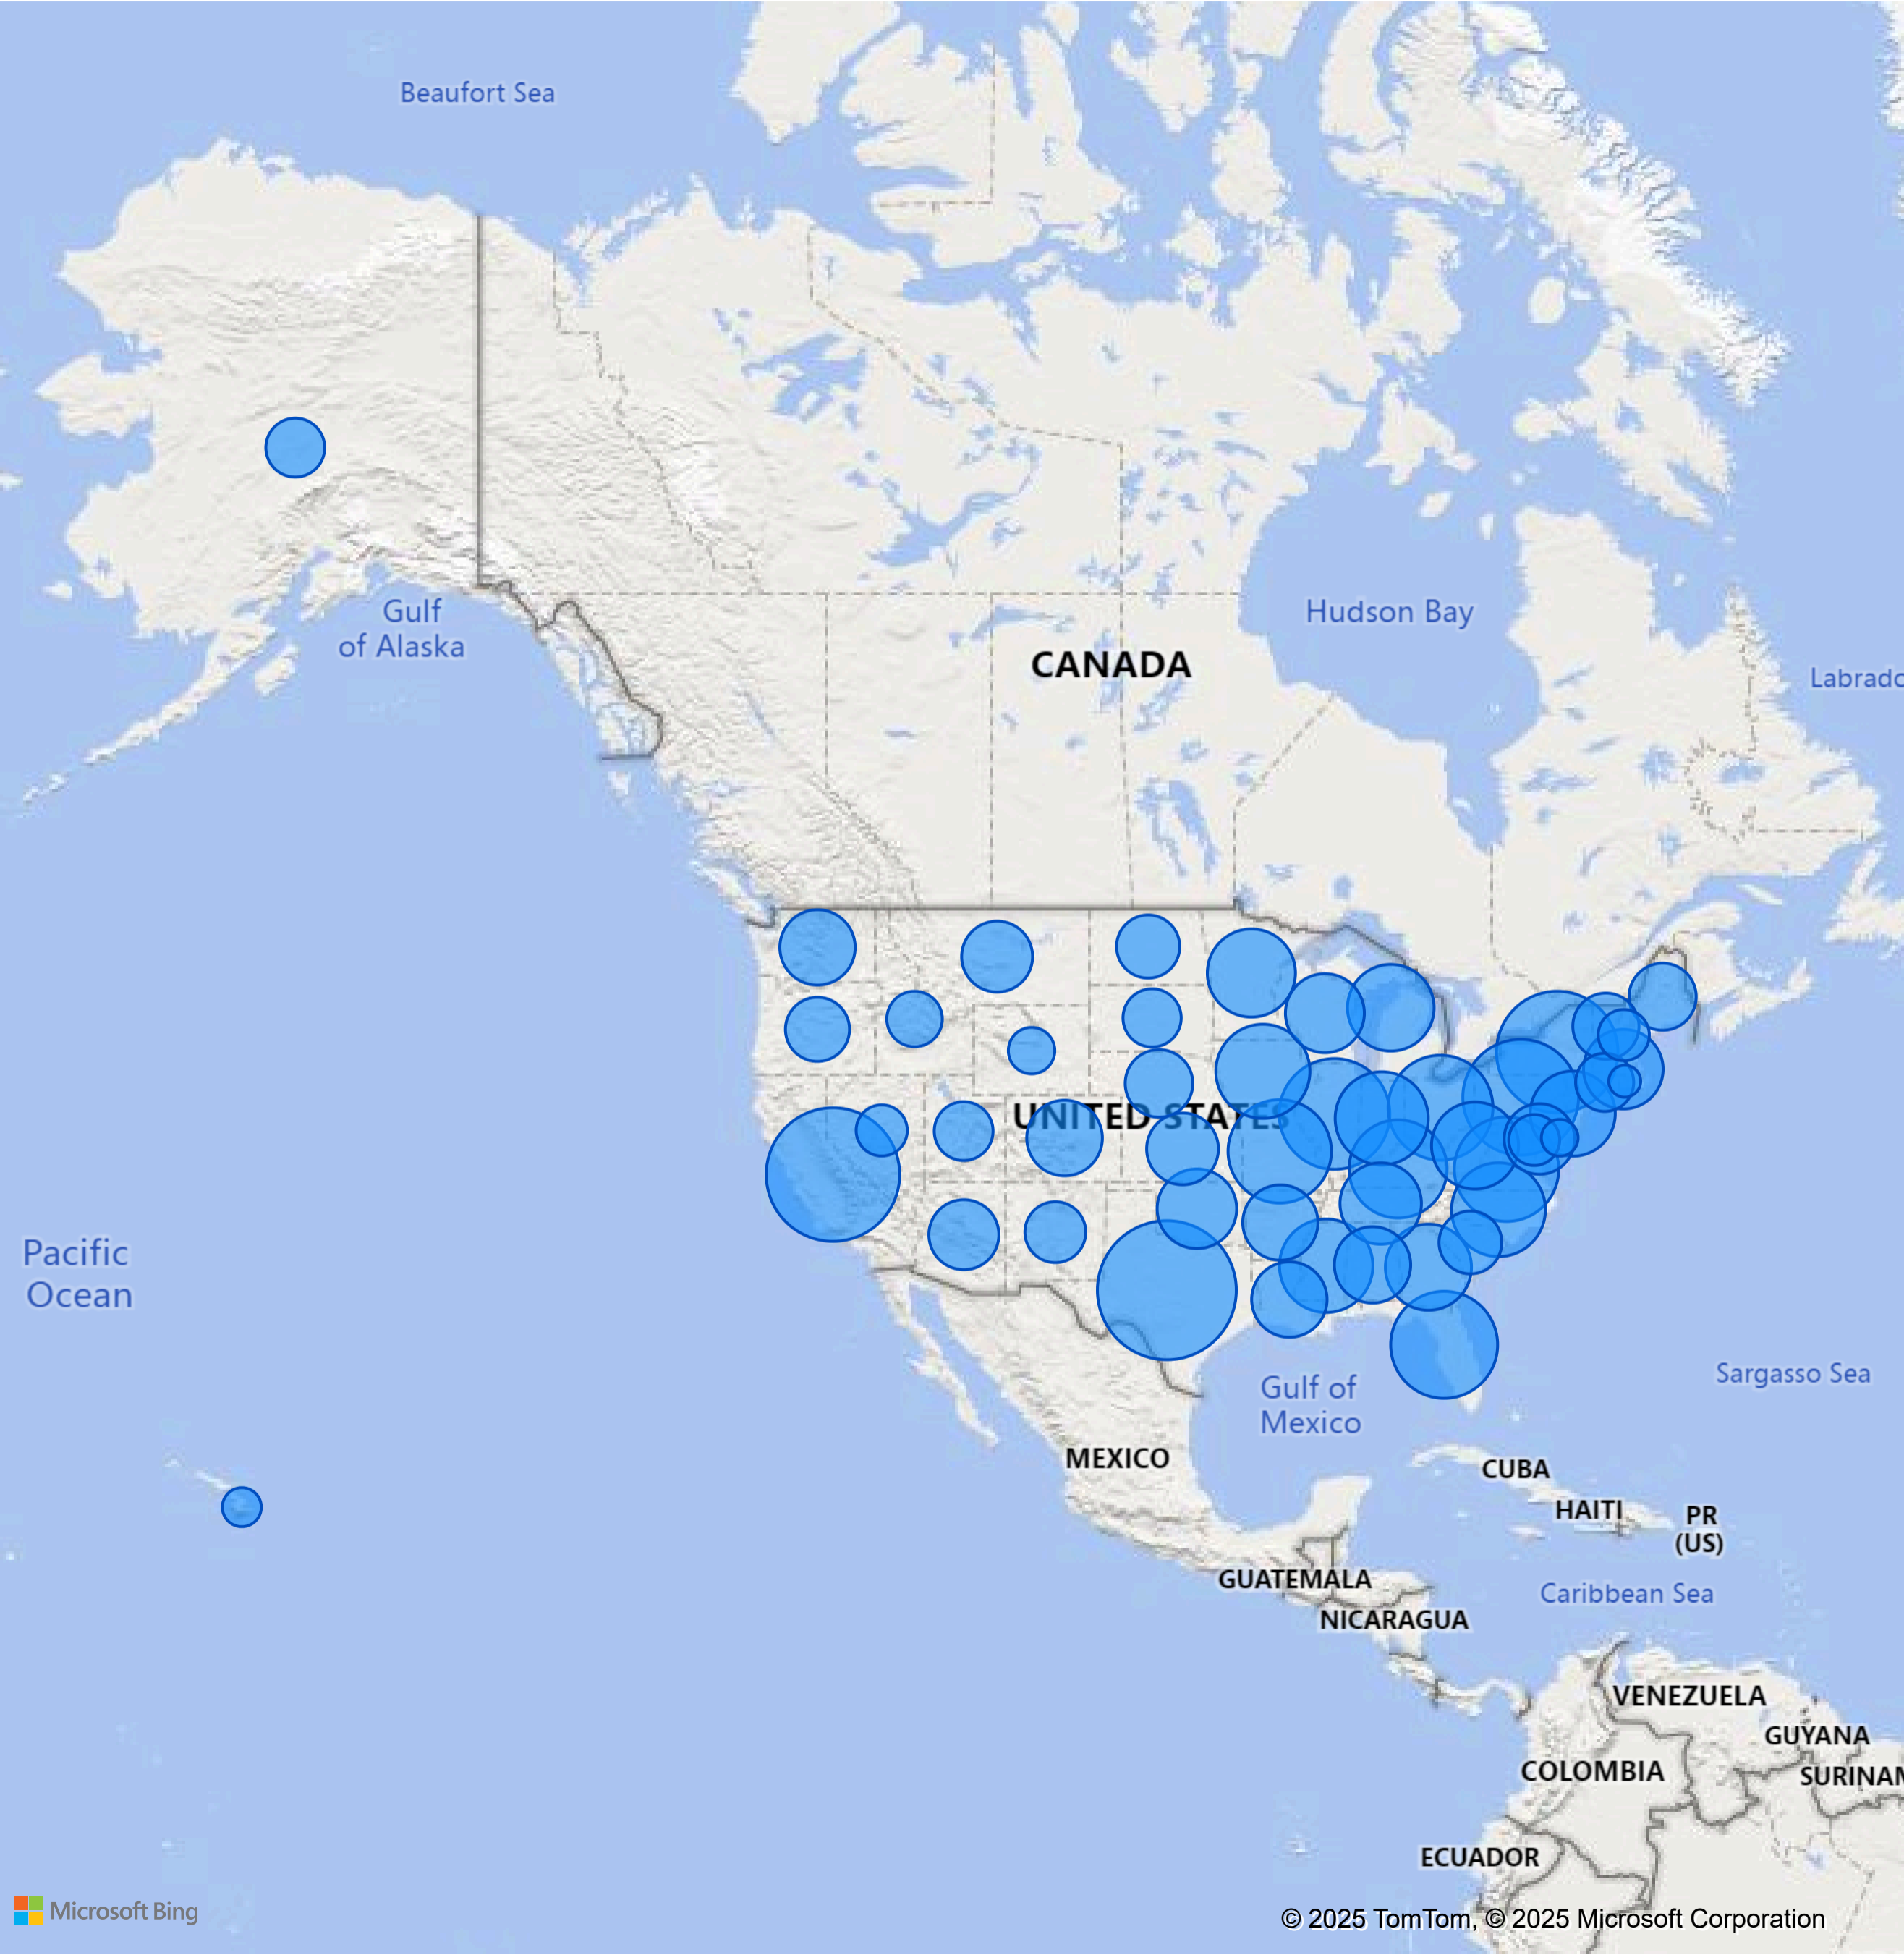 Beaufort Sea
Gulf
of Alaska
Hudson Bay
CANADA
Labrado
UNITED STATES
Pacific
Ocean
Sargasso Sea
Gulf of
Mexico
MEXICO
CUBA
HAITI
PR
(US)
GUATEMALA
Caribbean Sea
NICARAGUA
VENEZUELA
GUYANA
COLOMBIA
SURINAM
ECUADOR
Microsoft Bing
© 2025 TomTom, © 2025 Microsoft Corporation